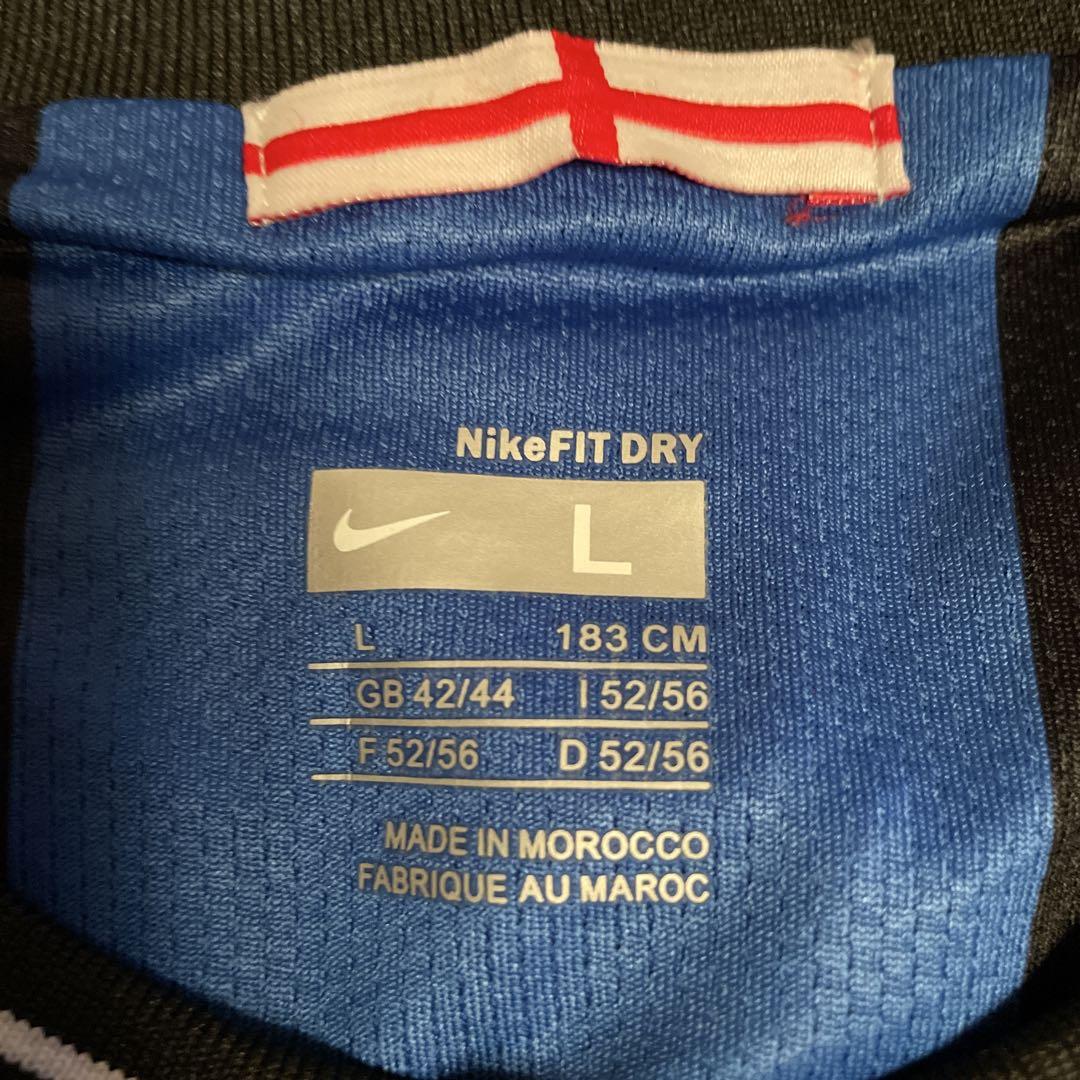 NikeFIT DRY
L
L 183 CM
GB 42/44 I 52/56
F 52/56 D 52/56
MADE IN MOROCCO
FABRIQUE AU MAROC